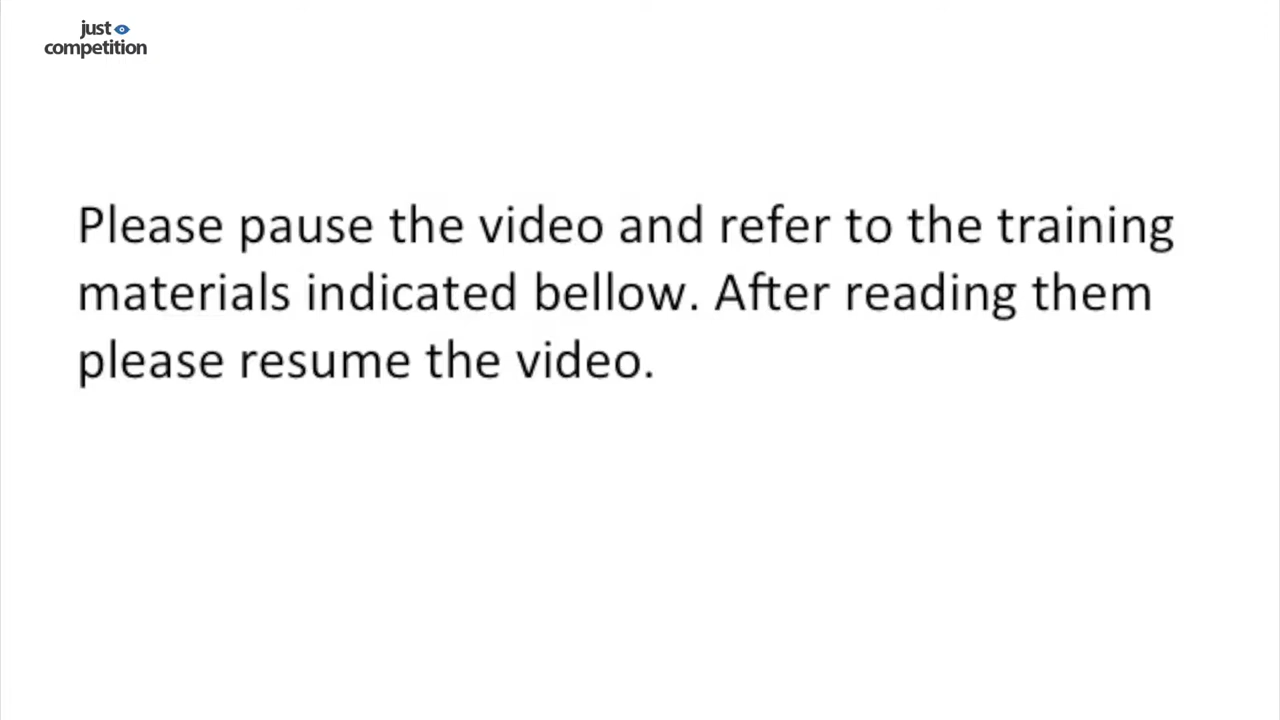 just
competition
Please pause the video and refer to the training
materials indicated bellow. After reading them
please resume the video.